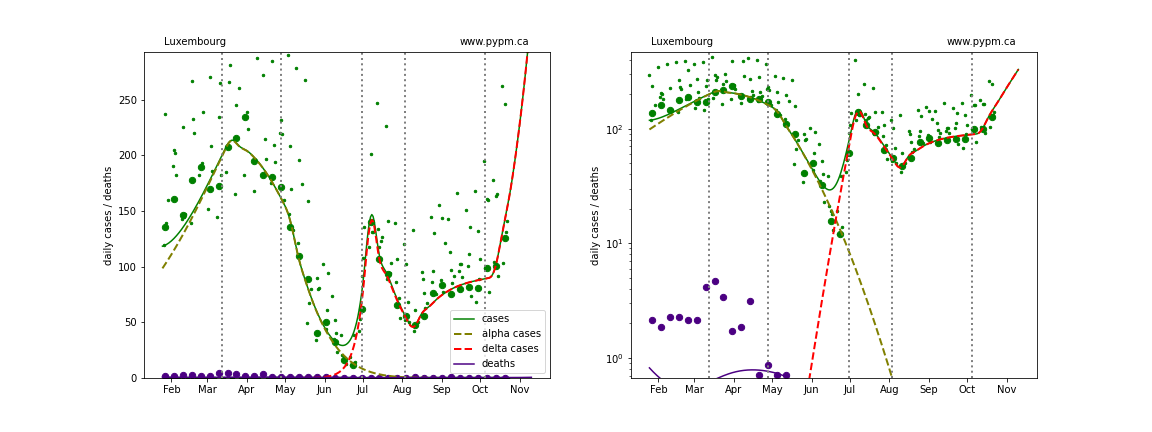 Luxembourg www.pypm.ca
daily cases / deaths
250
200
150
100
50
0
Feb Mar Apr May Jun Jul Aug Sep Oct Nov
cases
alpha cases
delta cases
deaths
Luxembourg www.pypm.ca
daily cases / deaths
10²
10¹
10⁰
Feb Mar Apr May Jun Jul Aug Sep Oct Nov